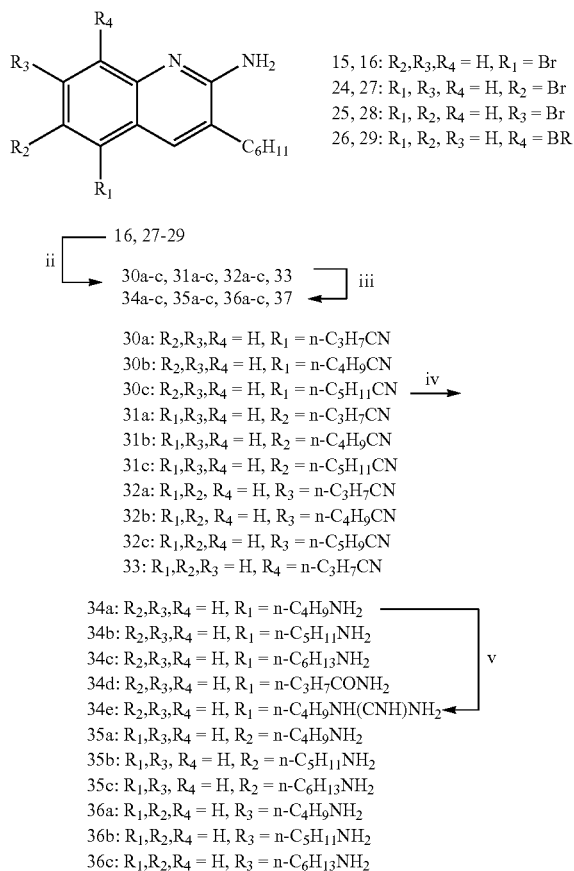 R4
R3
N
NH2
R2
C6H11
R1
15, 16: R2,R3,R4 = H, R1 = Br
24, 27: R1, R3, R4 = H, R2 = Br
25, 28: R1, R2, R4 = H, R3 = Br
26, 29: R1, R2, R3 = H, R4 = BR
16, 27-29
ii
30a-c, 31a-c, 32a-c, 33
34a-c, 35a-c, 36a-c, 37
iii
30a: R2,R3,R4 = H, R1 = n-C3H7CN
30b: R2,R3,R4 = H, R1 = n-C4H9CN
30c: R2,R3,R4 = H, R1 = n-C5H11CN
iv
31a: R1,R3,R4 = H, R2 = n-C3H7CN
31b: R1,R3,R4 = H, R2 = n-C4H9CN
31c: R1,R3,R4 = H, R2 = n-C5H11CN
32a: R1,R2, R4 = H, R3 = n-C3H7CN
32b: R1,R2, R4 = H, R3 = n-C4H9CN
32c: R1,R2,R4 = H, R3 = n-C5H9CN
33: R1,R2,R3 = H, R4 = n-C3H7CN
34a: R2,R3,R4 = H, R1 = n-C4H9NH2
34b: R2,R3,R4 = H, R1 = n-C5H11NH2
34c: R2,R3,R4 = H, R1 = n-C6H13NH2
v
34d: R2,R3,R4 = H, R1 = n-C3H7CONH2
34e: R2,R3,R4 = H, R1 = n-C4H9NH(CNH)NH2
35a: R1,R3,R4 = H, R2 = n-C4H9NH2
35b: R1,R3, R4 = H, R2 = n-C5H11NH2
35c: R1,R3, R4 = H, R2 = n-C6H13NH2
36a: R1,R2,R4 = H, R3 = n-C4H9NH2
36b: R1,R2,R4 = H, R3 = n-C5H11NH2
36c: R1,R2,R4 = H, R3 = n-C6H13NH2